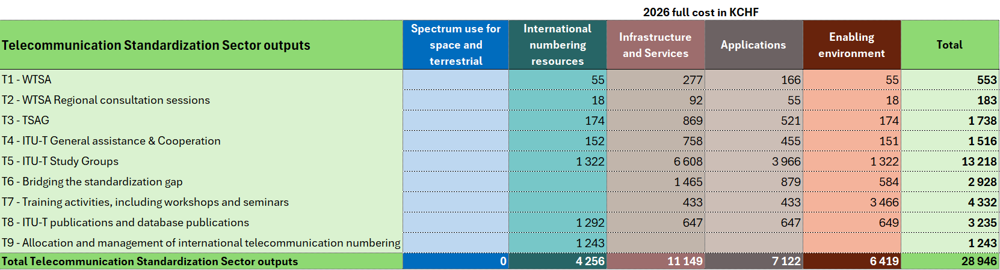 2026 full cost in KCHF
Telecommunication Standardization Sector outputs
Spectrum use for
space and
terrestrial
International
numbering
resources
Infrastructure
and Services
Applications
Enabling
environment
Total
T1 - WTSA 55 277 166 55 553
T2 - WTSA Regional consultation sessions 18 92 55 18 183
T3 - TSAG 174 869 521 174 1 738
T4 - ITU-T General assistance & Cooperation 152 758 455 151 1 516
T5 - ITU-T Study Groups 1 322 6 608 3 966 1 322 13 218
T6 - Bridging the standardization gap 1 465 879 584 2 928
T7 - Training activities, including workshops and seminars 433 433 3 466 4 332
T8 - ITU-T publications and database publications 1 292 647 647 649 3 235
T9 - Allocation and management of international telecommunication numbering 1 243 1 243
Total Telecommunication Standardization Sector outputs 0 4 256 11 149 7 122 6 419 28 946